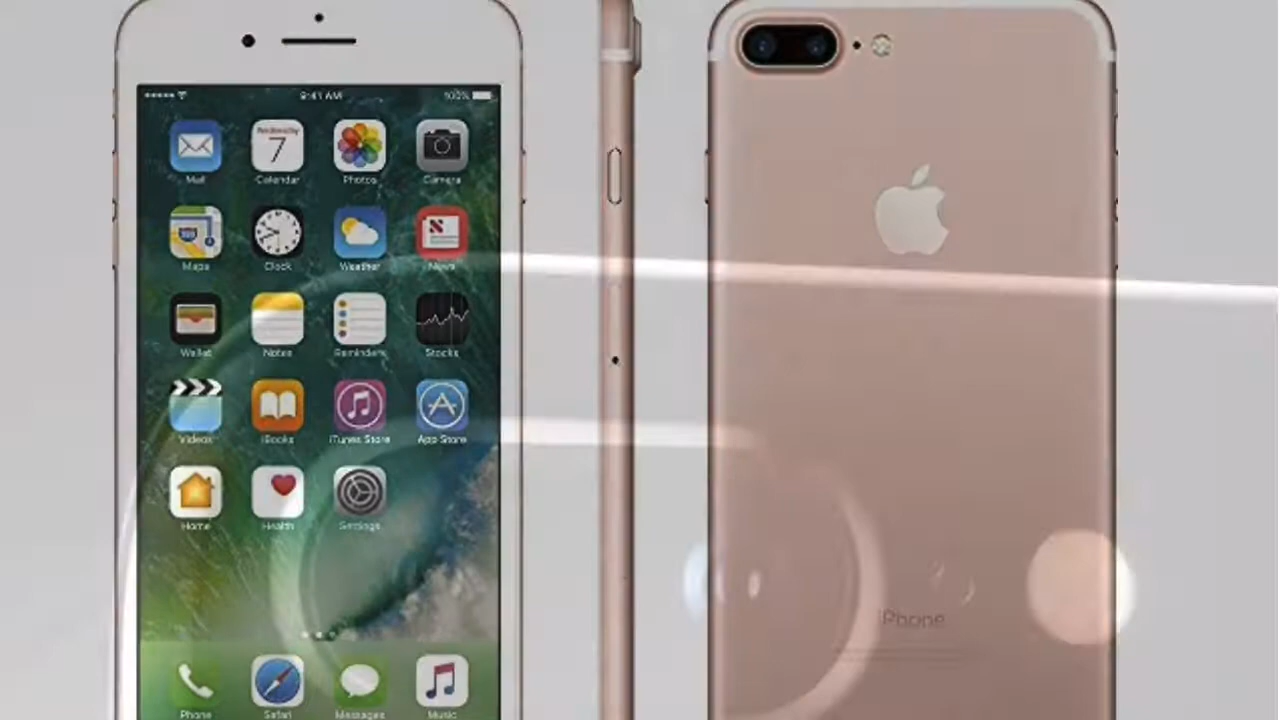 9:41 AM 100%
Wednesday
7
Mail Calendar Photos Camera
Maps Clock Weather News
Wallet Notes Reminders Stocks
Videos iBooks iTunes Store App Store
Home Health Settings
Phone Safari Messages Music
iPhone